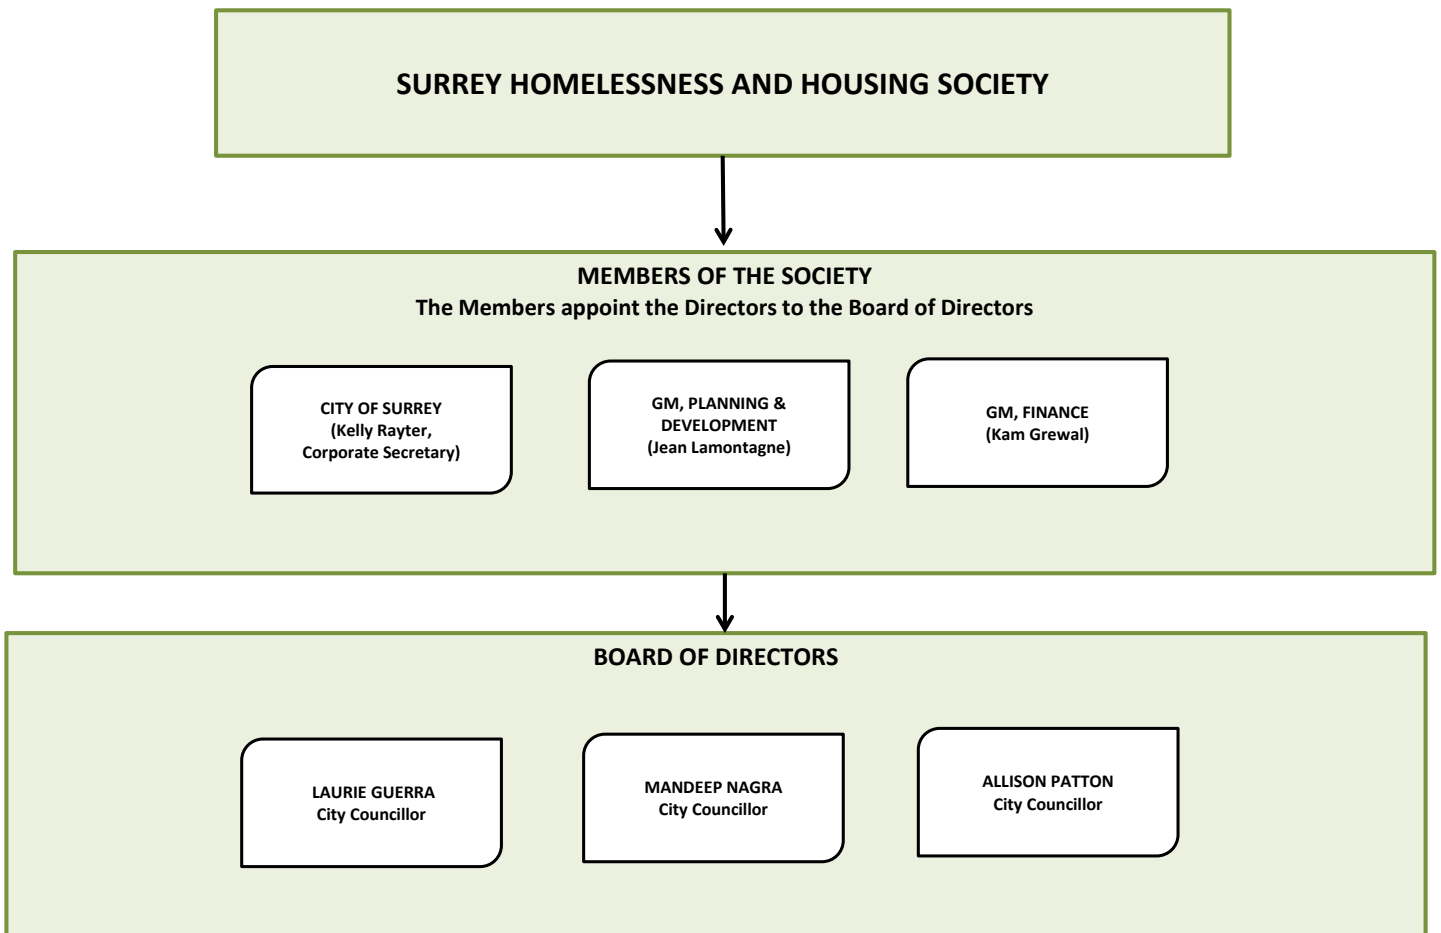 SURREY HOMELESSNESS AND HOUSING SOCIETY
MEMBERS OF THE SOCIETY
The Members appoint the Directors to the Board of Directors
CITY OF SURREY
(Kelly Rayter,
Corporate Secretary)
GM, PLANNING &
DEVELOPMENT
(Jean Lamontagne)
GM, FINANCE
(Kam Grewal)
BOARD OF DIRECTORS
LAURIE GUERRA
City Councillor
MANDEEP NAGRA
City Councillor
ALLISON PATTON
City Councillor